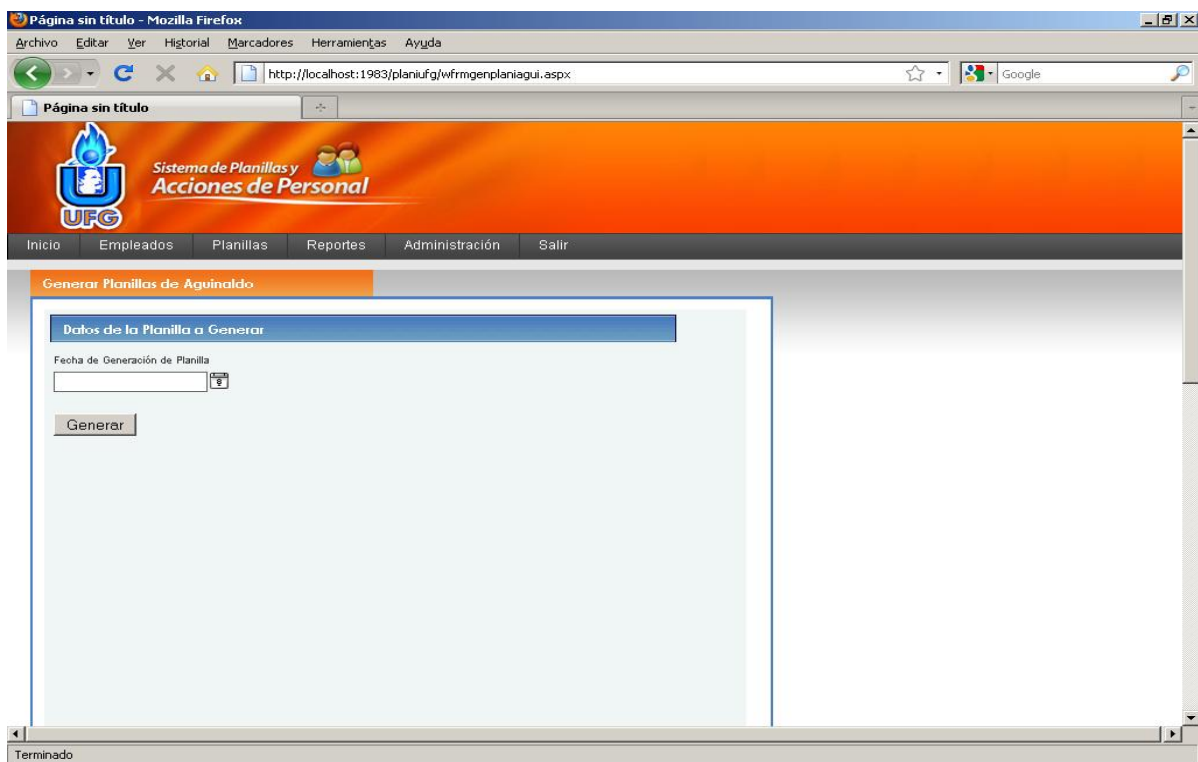 Página sin título - Mozilla Firefox
Archivo Editar Ver Historial Marcadores Herramientas Ayuda
http://localhost:1983/planiufg/wfrmgenplaniagui.aspx Google
Página sin título
Sistema de Planillas y
Acciones de Personal
UFG
Inicio Empleados Planillas Reportes Administración Salir
Generar Planillas de Aguinaldo
Datos de la Planilla a Generar
Fecha de Generación de Planilla
Generar
Terminado